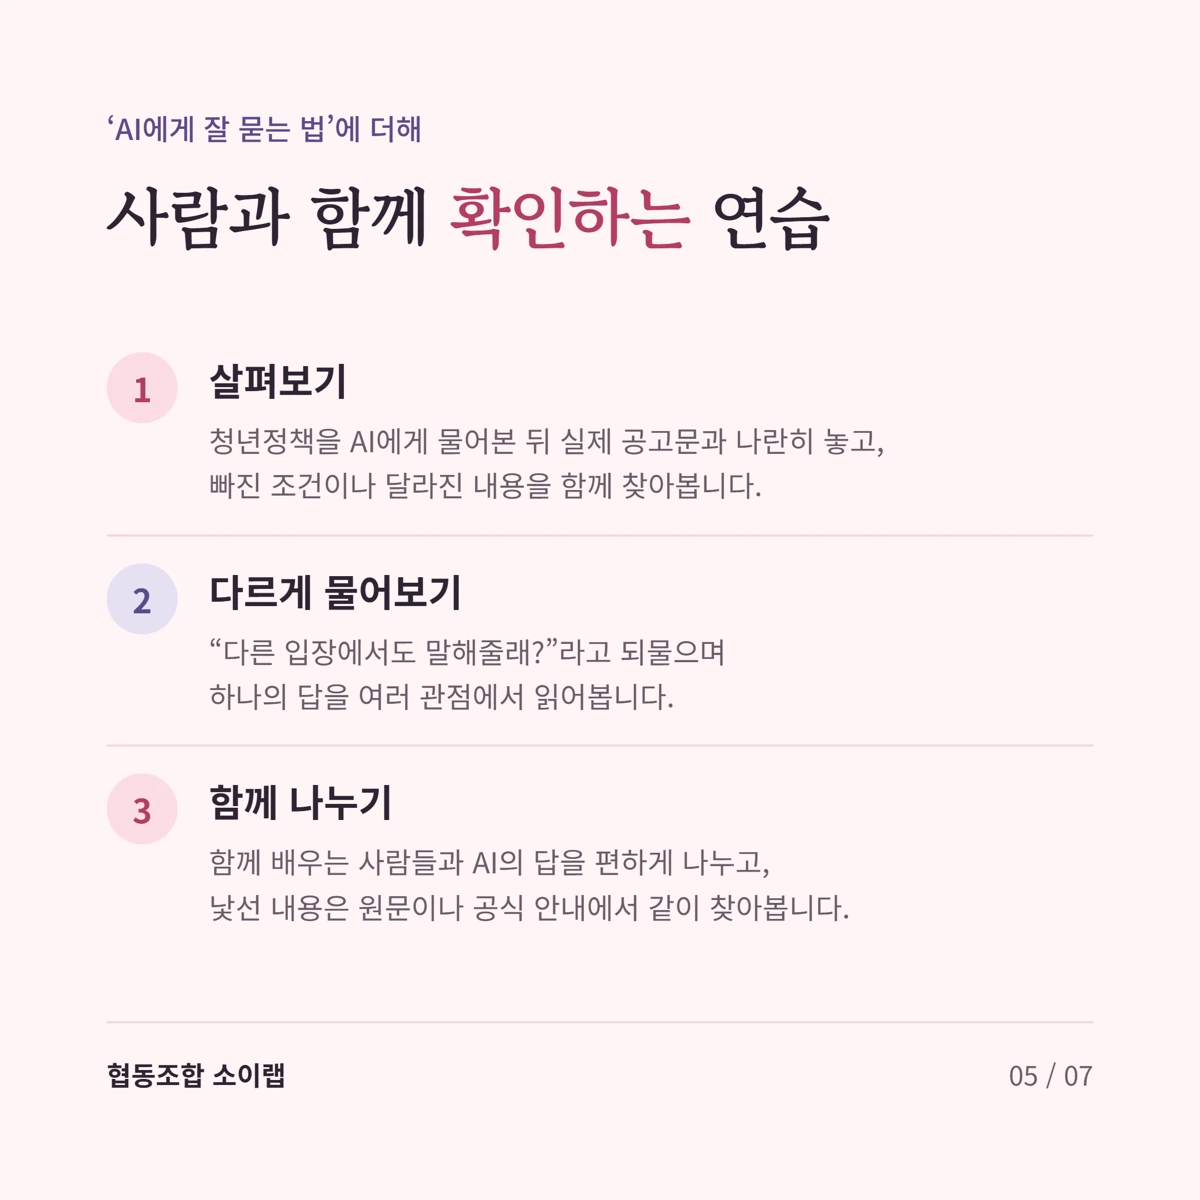 ‘AI에게 잘 묻는 법’에 더해
사람과 함께 확인하는 연습
1
살펴보기
청년정책을 AI에게 물어본 뒤 실제 공고문과 나란히 놓고,
빠진 조건이나 달라진 내용을 함께 찾아봅니다.
2
다르게 물어보기
“다른 입장에서도 말해줄래?”라고 되물으며
하나의 답을 여러 관점에서 읽어봅니다.
3
함께 나누기
함께 배우는 사람들과 AI의 답을 편하게 나누고,
낯선 내용은 원문이나 공식 안내에서 같이 찾아봅니다.
협동조합 소이랩
05 / 07